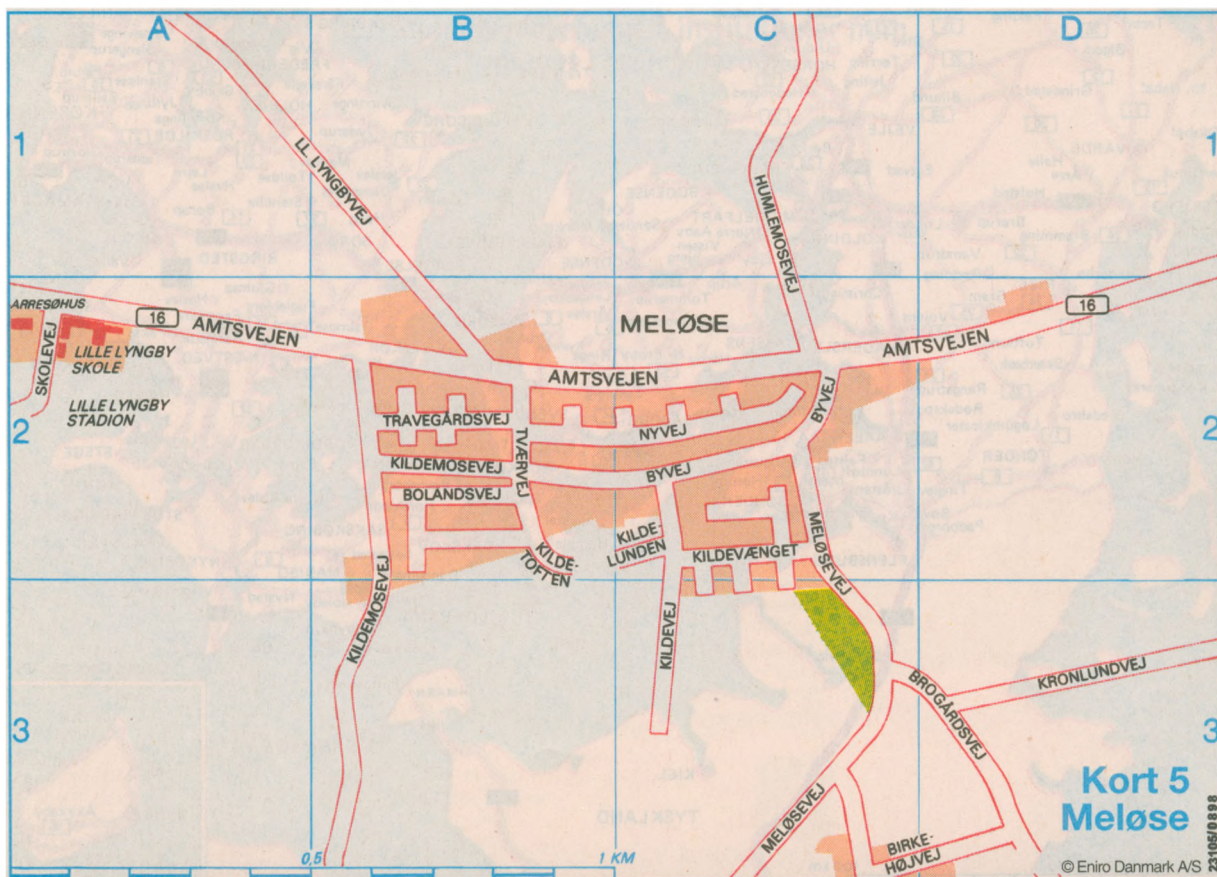 A
B
C
D
1
1
LL. LYNGBYVEJ
HUMLEMOSEVEJ
ARRESØHUS
16
AMTSVEJEN
MELØSE
16
AMTSVEJEN
SKOLEVEJ
LILLE LYNGBY
SKOLE
LILLE LYNGBY
STADION
AMTSVEJEN
BYVEJ
2
2
TRAVEGÅRDSVEJ
NYVEJ
TVÆRVEJ
KILDEMOSEVEJ
BYVEJ
BOLANDSVEJ
MELØSEVEJ
KILDE-
TOFTEN
KILDE-
LUNDEN
KILDEVÆNGET
KILDEMOSEVEJ
KILDEVEJ
BROGÅRDSVEJ
KRONLUNDVEJ
3
3
MELØSEVEJ
BIRKE-
HØJVEJ
Kort 5
Meløse
0,5
1 KM
© Eniro Danmark A/S
23105/0898